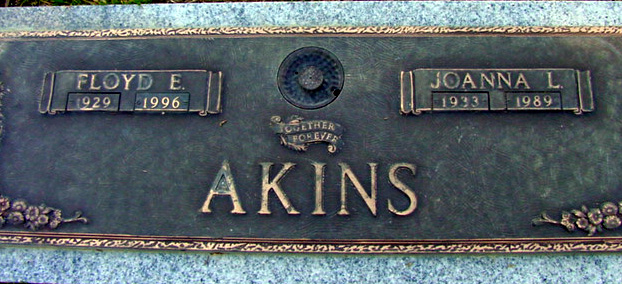 FLOYD E.
1929 1996
JOANNA L.
1933 1989
TOGETHER
FOREVER
AKINS